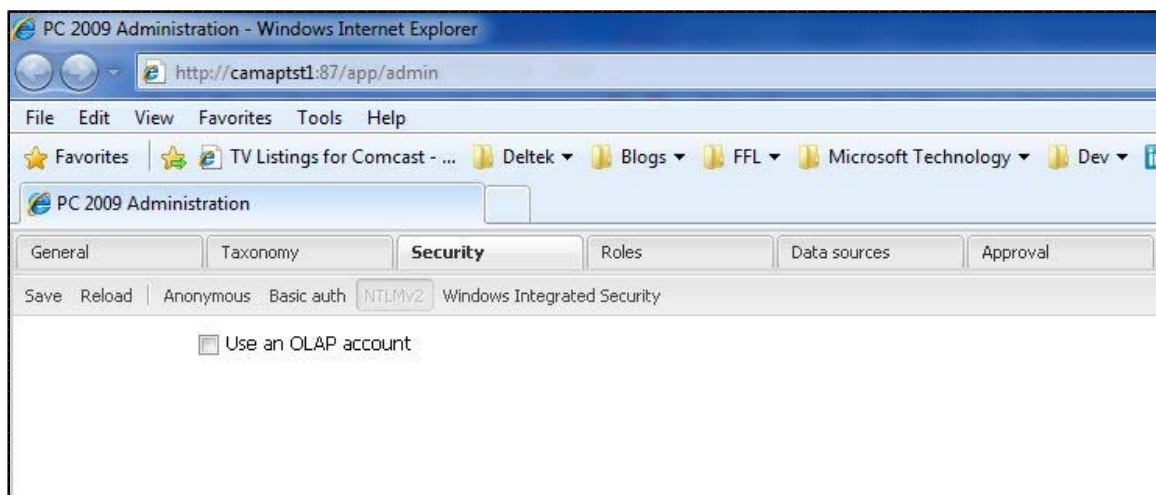 PC 2009 Administration - Windows Internet Explorer
http://camaptst1:87/app/admin
File Edit View Favorites Tools Help
Favorites TV Listings for Comcast - ... Deltek Blogs FFL Microsoft Technology Dev
PC 2009 Administration
General Taxonomy Security Roles Data sources Approval
Save Reload Anonymous Basic auth NTLMv2 Windows Integrated Security
Use an OLAP account